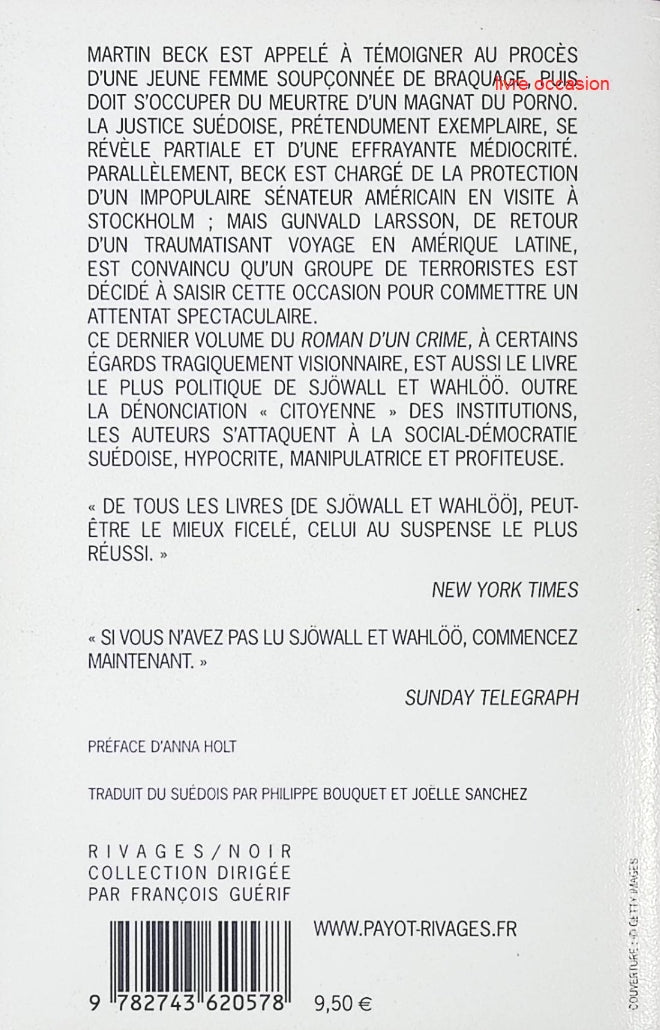 MARTIN BECK EST APPELÉ À TÉMOIGNER AU PROCÈS
D'UNE JEUNE FEMME SOUPÇONNÉE DE BRAQUAGE, PUIS
livre occasion
DOIT S'OCCUPER DU MEURTRE D'UN MAGNAT DU PORNO.
LA JUSTICE SUÉDOISE, PRÉTENDUMENT EXEMPLAIRE, SE
RÉVÈLE PARTIALE ET D'UNE EFFRAYANTE MÉDIOCRITÉ.
PARALLÈLEMENT, BECK EST CHARGÉ DE LA PROTECTION
D'UN IMPOPULAIRE SÉNATEUR AMÉRICAIN EN VISITE À
STOCKHOLM ; MAIS GUNVALD LARSSON, DE RETOUR
D'UN TRAUMATISANT VOYAGE EN AMÉRIQUE LATINE,
EST CONVAINCU QU'UN GROUPE DE TERRORISTES EST
DÉCIDÉ À SAISIR CETTE OCCASION POUR COMMETTRE UN
ATTENTAT SPECTACULAIRE.
CE DERNIER VOLUME DU ROMAN D'UN CRIME, À CERTAINS
ÉGARDS TRAGIQUEMENT VISIONNAIRE, EST AUSSI LE LIVRE
LE PLUS POLITIQUE DE SJÖWALL ET WAHLÖÖ. OUTRE
LA DÉNONCIATION « CITOYENNE » DES INSTITUTIONS,
LES AUTEURS S'ATTAQUENT À LA SOCIAL-DÉMOCRATIE
SUÉDOISE, HYPOCRITE, MANIPULATRICE ET PROFITEUSE.
« DE TOUS LES LIVRES [DE SJÖWALL ET WAHLÖÖ], PEUT-
ÊTRE LE MIEUX FICELÉ, CELUI AU SUSPENSE LE PLUS
RÉUSSI. »
NEW YORK TIMES
« SI VOUS N'AVEZ PAS LU SJÖWALL ET WAHLÖÖ, COMMENCEZ
MAINTENANT. »
SUNDAY TELEGRAPH
PRÉFACE D'ANNA HOLT
TRADUIT DU SUÉDOIS PAR PHILIPPE BOUQUET ET JOËLLE SANCHEZ
RIVAGES/NOIR
COLLECTION DIRIGÉE
PAR FRANÇOIS GUÉRIF
WWW.PAYOT-RIVAGES.FR
9 782743 620578
9,50 €
COUVERTURE : © GETTY IMAGES